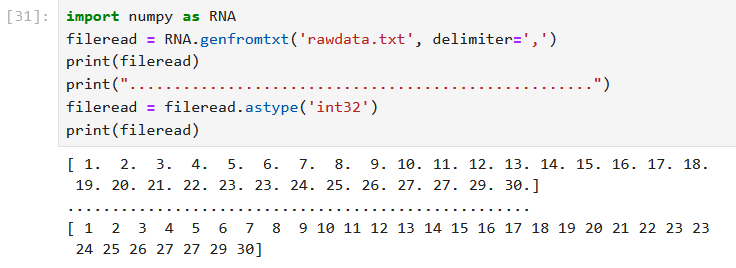 [31]: import numpy as RNA
fileread = RNA.genfromtxt('rawdata.txt', delimiter=',')
print(fileread)
print("....................................................")
fileread = fileread.astype('int32')
print(fileread)
[ 1.  2.  3.  4.  5.  6.  7.  8.  9. 10. 11. 12. 13. 14. 15. 16. 17. 18.
 19. 20. 21. 22. 23. 23. 24. 25. 26. 27. 27. 29. 30.]
....................................................
[ 1  2  3  4  5  6  7  8  9 10 11 12 13 14 15 16 17 18 19 20 21 22 23 23
 24 25 26 27 27 29 30]